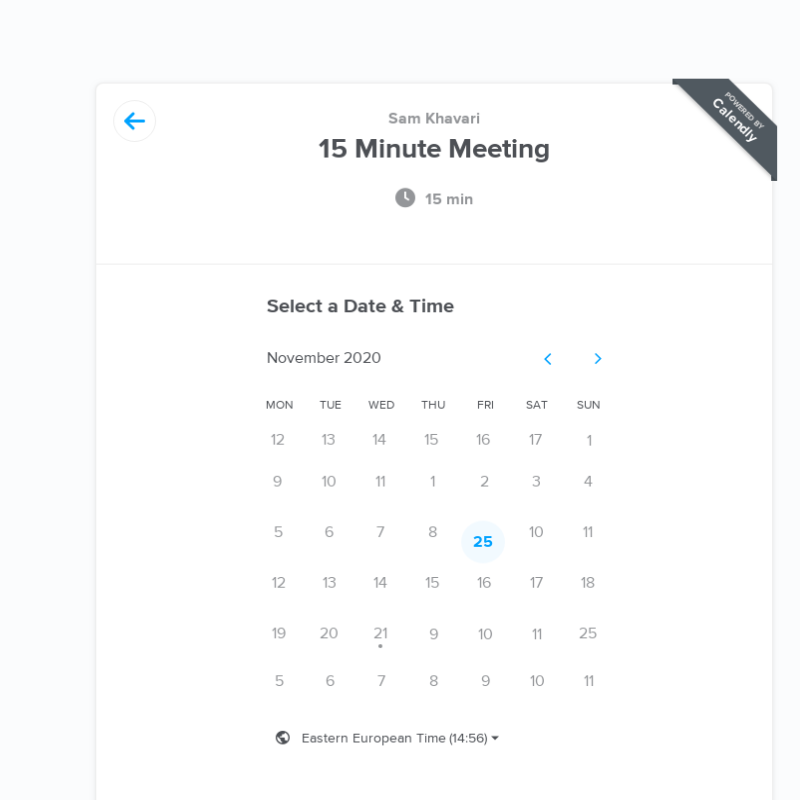 Sam Khavari
15 Minute Meeting
POWERED BY
Calendly
15 min
Select a Date & Time
November 2020
MON TUE WED THU FRI SAT SUN
12 13 14 15 16 17 1
9 10 11 1 2 3 4
5 6 7 8 25 10 11
12 13 14 15 16 17 18
19 20 21 9 10 11 25
5 6 7 8 9 10 11
Eastern European Time (14:56)